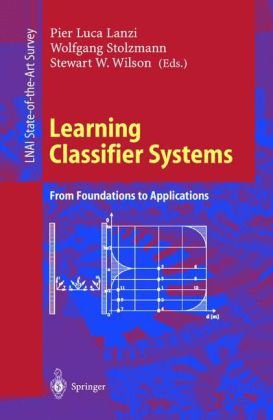 Pier Luca Lanzi
Wolfgang Stolzmann
Stewart W. Wilson (Eds.)
LNAI State-of-the-Art Survey
Learning
Classifier Systems
From Foundations to Applications
d (m)
Springer